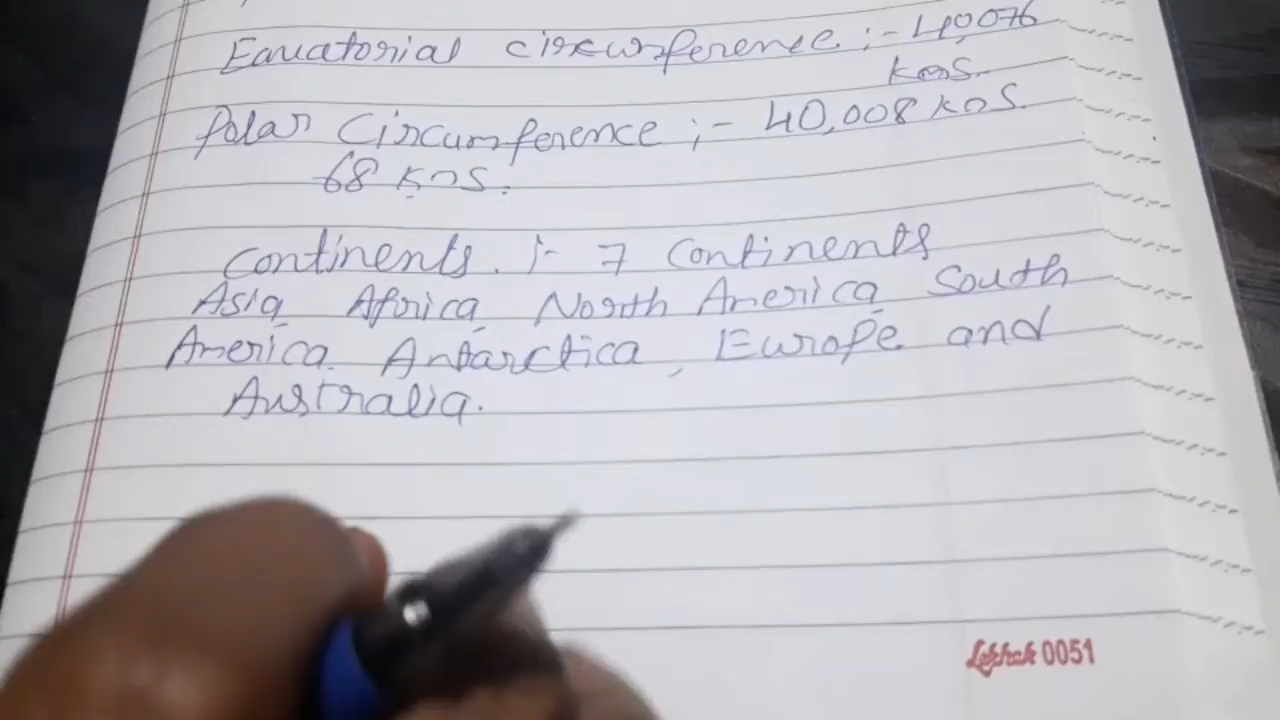 Equatorial circumference :- 40,076
kms.
Polar Circumference :- 40,008 kms.
68 kms.
Continents. :- 7 Continents
Asia, Africa, North America, South
America. Antarctica, Europe and
Australia.
Lekhak 0051